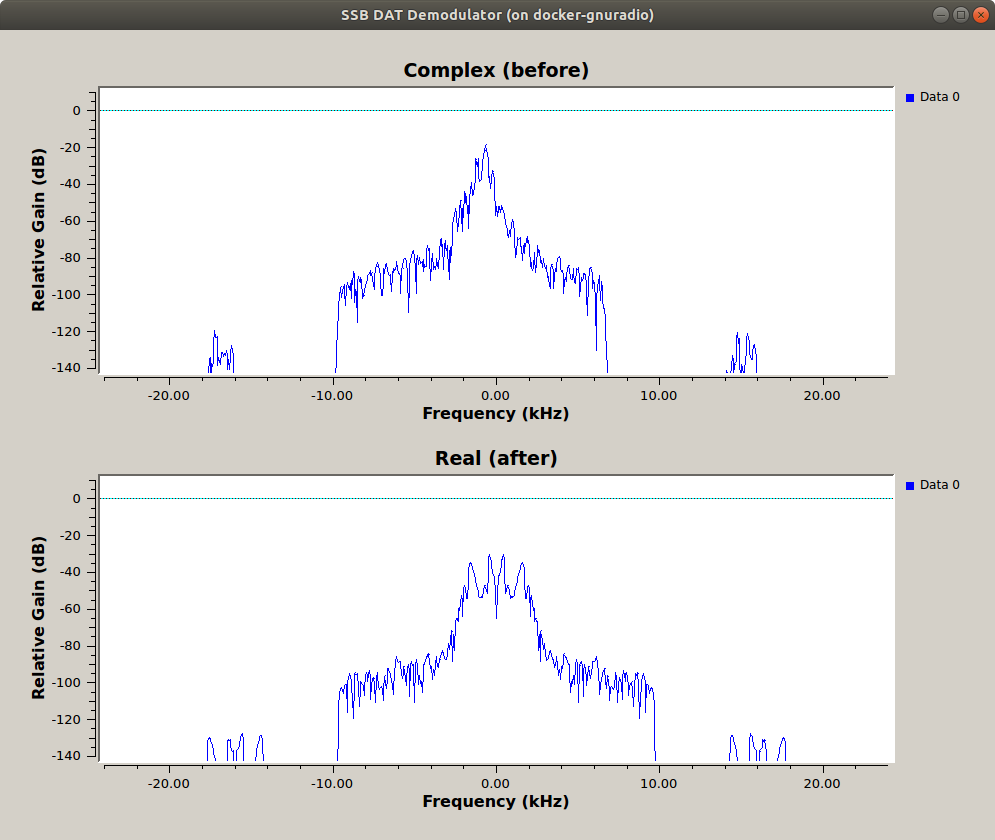 SSB DAT Demodulator (on docker-gnuradio)
Complex (before)
Data 0
Relative Gain (dB)
0
-20
-40
-60
-80
-100
-120
-140
-20.00 -10.00 0.00 10.00 20.00
Frequency (kHz)
Real (after)
Data 0
Relative Gain (dB)
0
-20
-40
-60
-80
-100
-120
-140
-20.00 -10.00 0.00 10.00 20.00
Frequency (kHz)